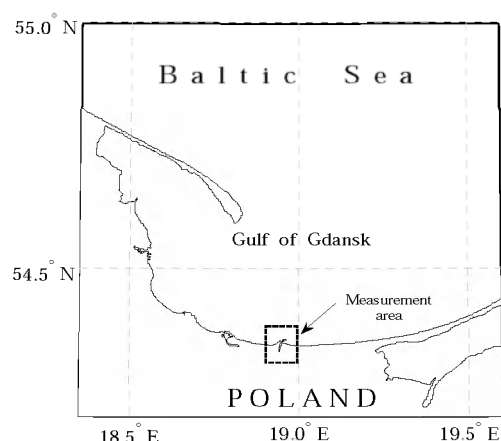 55.0° N
Baltic Sea
Gulf of Gdansk
54.5° N
Measurement
area
POLAND
18.5° E 19.0° E 19.5° E